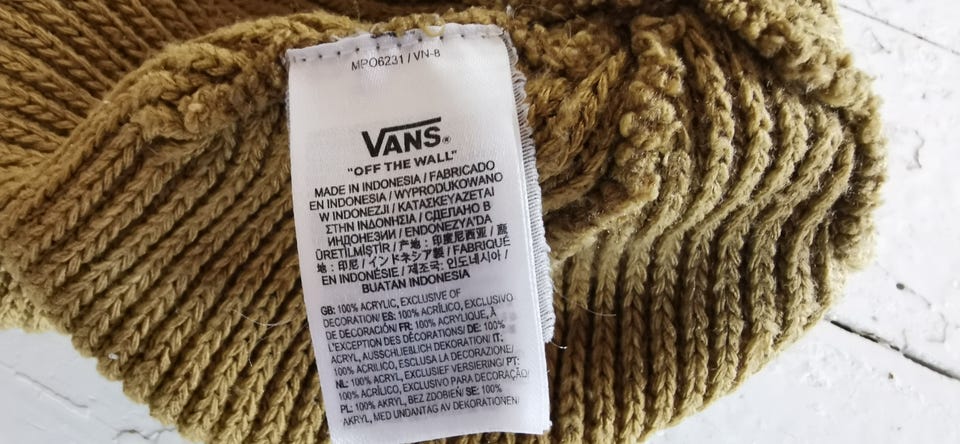 MPO6231 / VN-8
VANS®
"OFF THE WALL"
MADE IN INDONESIA / FABRICADO
EN INDONESIA / WYPRODUKOWANO
W INDONEZJI / ΚΑΤΑΣΚΕΥΑΖΕΤΑΙ
ΣΤΗΝ ΙΝΔΟΝΗΣΙΑ / СДЕЛАНО В
ИНДОНЕЗИИ / ENDONEZYA'DA
ÜRETİLMİŞTİR / 产地：印度尼西亚 / 產
地：印尼 / インドネシア製 / FABRIQUÉ
EN INDONÉSIE / 제조국: 인도네시아 /
BUATAN INDONESIA
GB: 100% ACRYLIC, EXCLUSIVE OF
DECORATION/ ES: 100% ACRÍLICO, EXCLUSIVO
DE DECORACIÓN/ FR: 100% ACRYLIQUE, À
L'EXCEPTION DES DÉCORATIONS/ DE: 100%
ACRYL, AUSSCHLIEßLICH DEKORATION/ IT:
100% ACRILICO, ESCLUSA LA DECORAZIONE/
NL: 100% ACRYL, EXCLUSIEF VERSIERING/ PT:
100% ACRÍLICO, EXCLUSIVO PARA DECORAÇÃO/
PL: 100% AKRYL, BEZ ZDOBIEŃ/ SE: 100%
AKRYL, MED UNDANTAG AV DEKORATIONER/